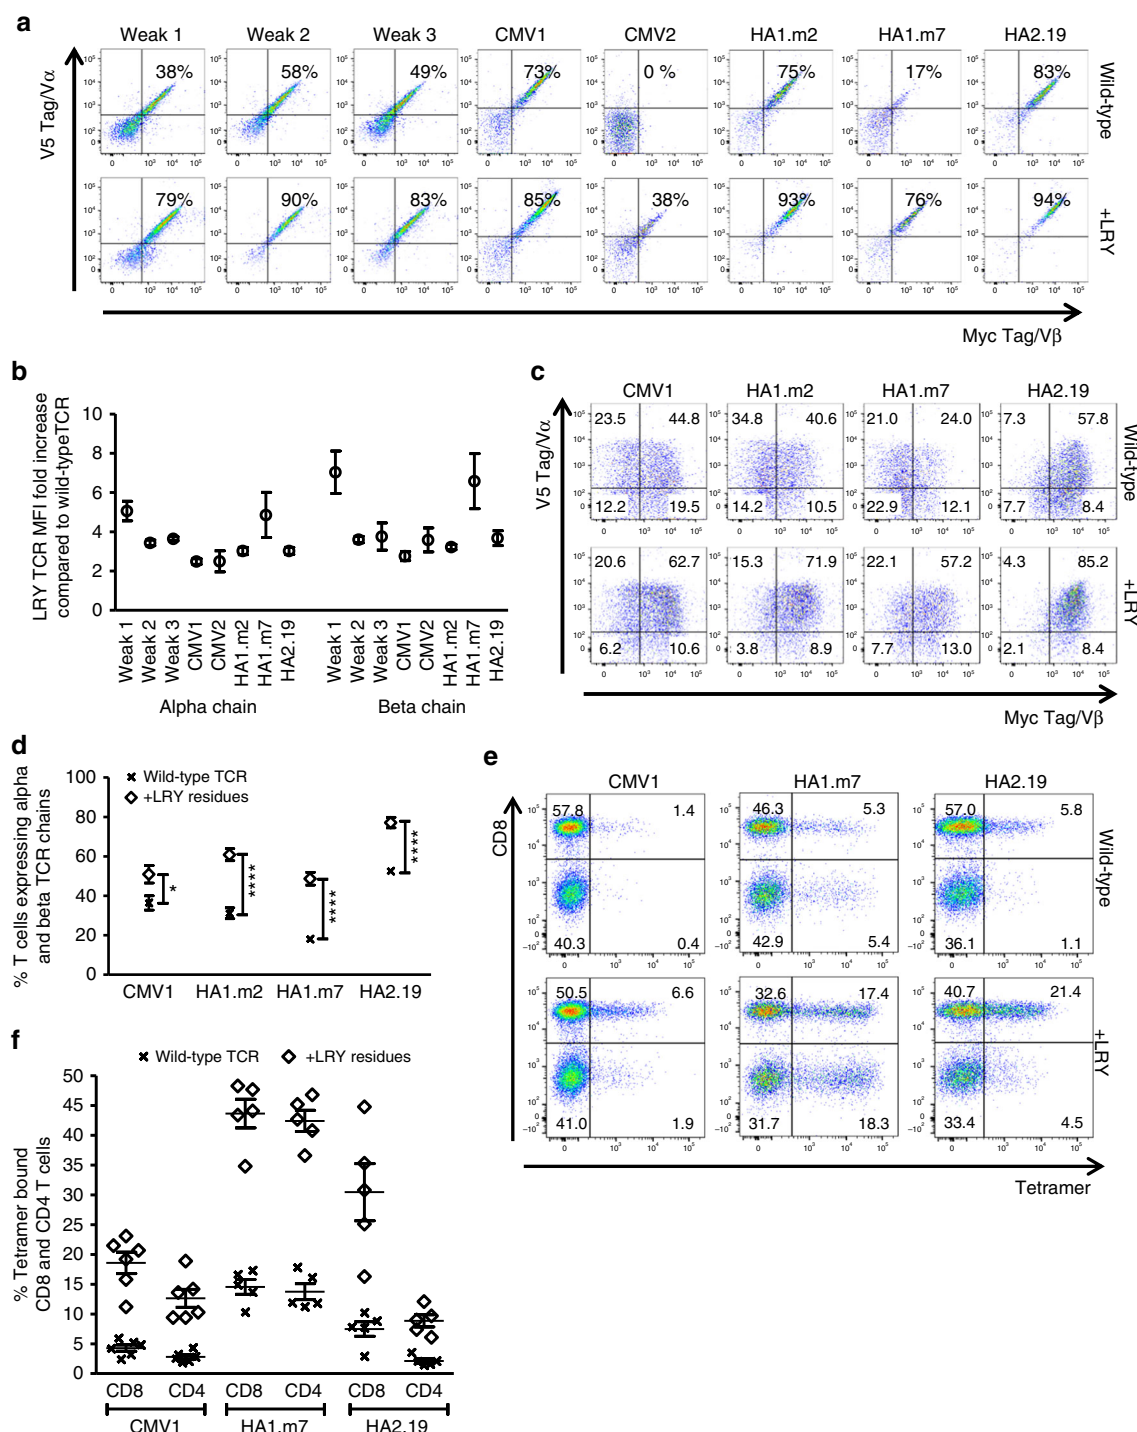 a
Weak 1 Weak 2 Weak 3 CMV1 CMV2 HA1.m2 HA1.m7 HA2.19
38% 58% 49% 73% 0 % 75% 17% 83%
Wild-type
79% 90% 83% 85% 38% 93% 76% 94%
+LRY
V5 Tag/Vα
Myc Tag/Vβ
b
LRY TCR MFI fold increase
compared to wild-typeTCR
10
8
6
4
2
0
Weak 1 Weak 2 Weak 3 CMV1 CMV2 HA1.m2 HA1.m7 HA2.19
Weak 1 Weak 2 Weak 3 CMV1 CMV2 HA1.m2 HA1.m7 HA2.19
Alpha chain Beta chain
c
CMV1 HA1.m2 HA1.m7 HA2.19
23.5 44.8 34.8 40.6 21.0 24.0 7.3 57.8
12.2 19.5 14.2 10.5 22.9 12.1 7.7 8.4
Wild-type
20.6 62.7 15.3 71.9 22.1 57.2 4.3 85.2
6.2 10.6 3.8 8.9 7.7 13.0 2.1 8.4
+LRY
V5 Tag/Vα
Myc Tag/Vβ
d
% T cells expressing alpha
and beta TCR chains
Wild-type TCR
+LRY residues
100
80
60
40
20
0
* **** **** ****
CMV1 HA1.m2 HA1.m7 HA2.19
e
CMV1 HA1.m7 HA2.19
57.8 1.4 46.3 5.3 57.0 5.8
40.3 0.4 42.9 5.4 36.1 1.1
Wild-type
50.5 6.6 32.6 17.4 40.7 21.4
41.0 1.9 31.7 18.3 33.4 4.5
+LRY
CD8
Tetramer
f
Wild-type TCR +LRY residues
% Tetramer bound
CD8 and CD4 T cells
50
45
40
35
30
25
20
15
10
5
0
CD8 CD4 CD8 CD4 CD8 CD4
CMV1 HA1.m7 HA2.19